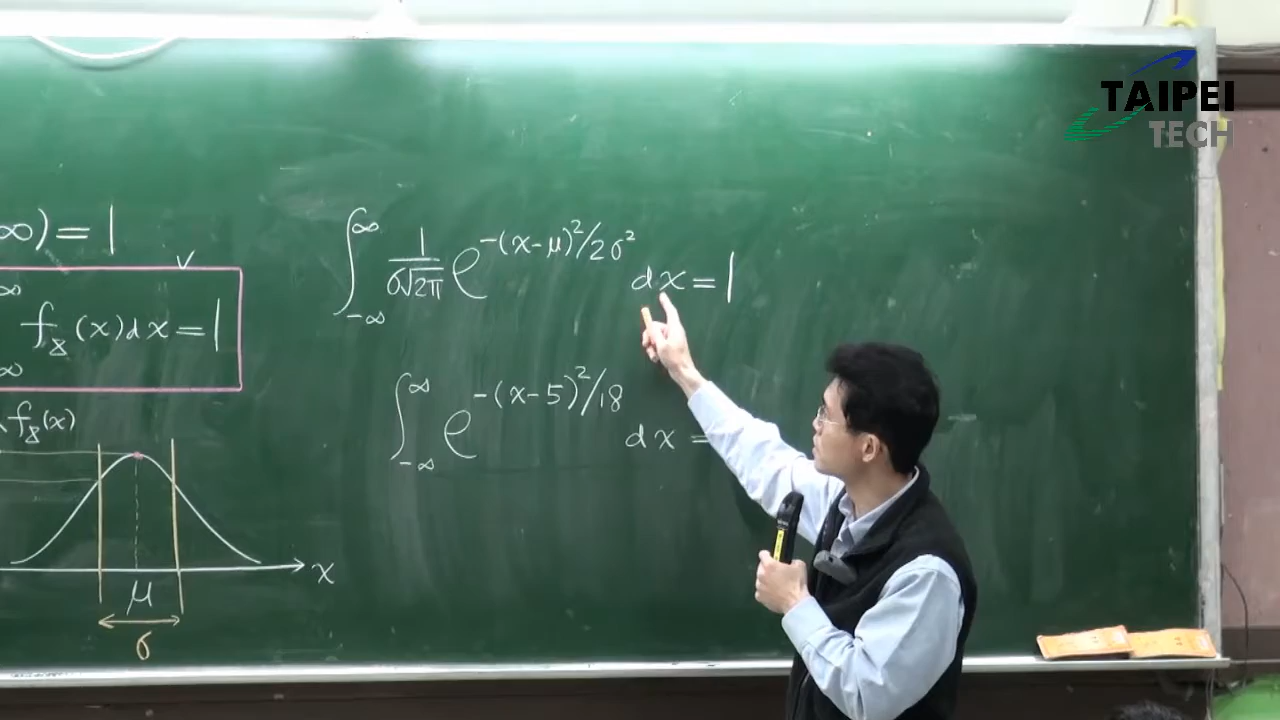 TAIPEI
TECH
∞) = 1
∞
f_X(x)dx = 1
∞
f_X(x)
x
μ
σ
∫_{-∞}^{∞} 1/(σ√2π) e^{-(x-μ)²/2σ²} dx = 1
∫_{-∞}^{∞} e^{-(x-5)²/18} dx =